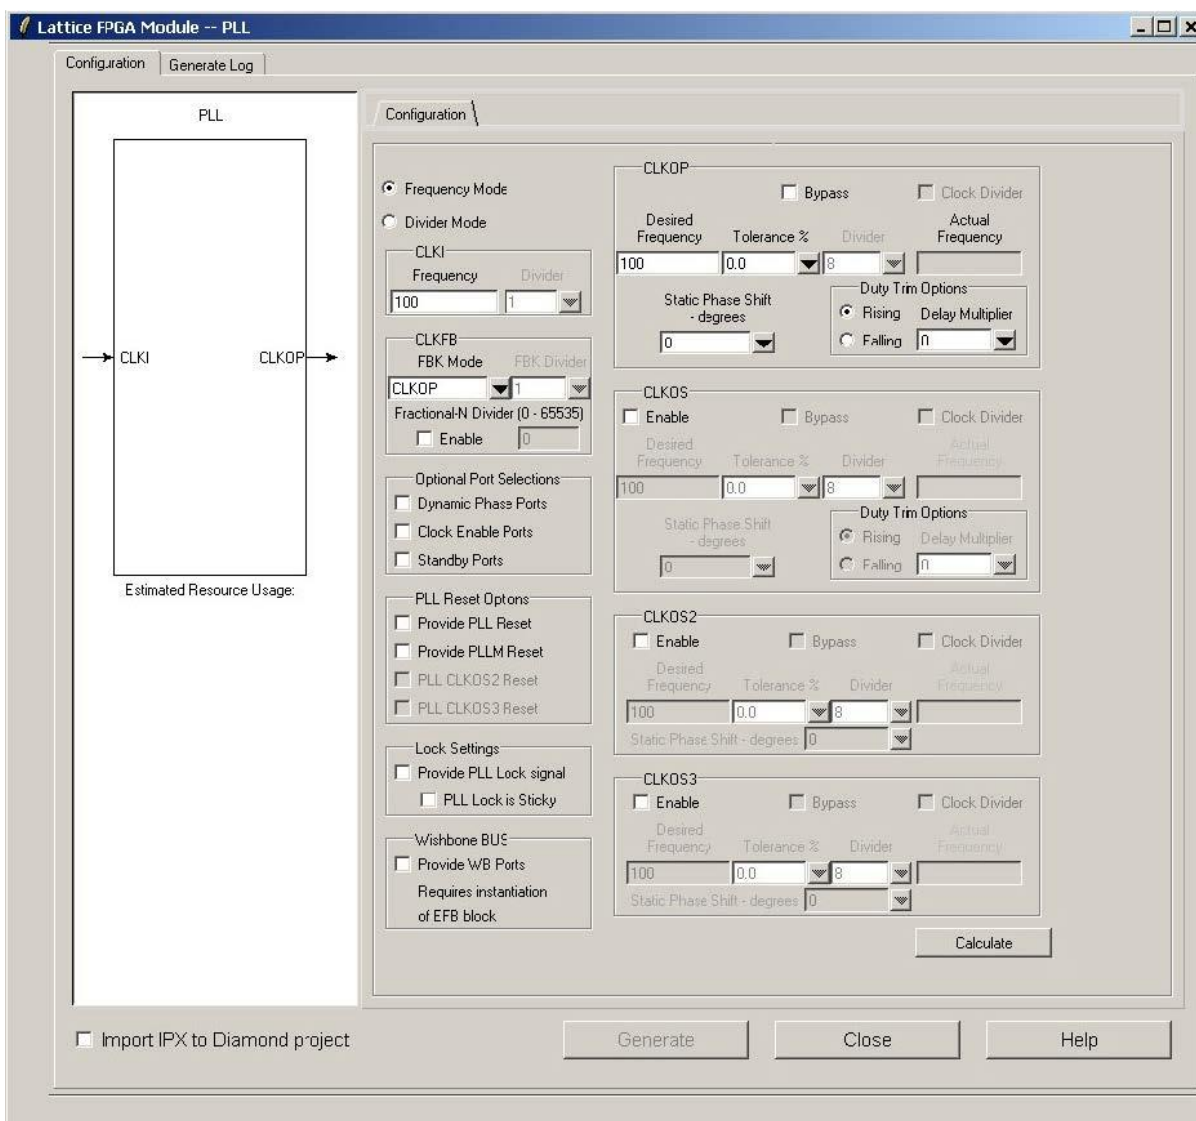 Lattice FPGA Module -- PLL
Configuration
Generate Log
PLL
CLKI
CLKOP
Estimated Resource Usage:
Configuration
Frequency Mode
Divider Mode
CLKI
Frequency
Divider
100
1
CLKFB
FBK Mode
FBK Divider
CLKOP
1
Fractional-N Divider (0 - 65535)
Enable
0
Optional Port Selections
Dynamic Phase Ports
Clock Enable Ports
Standby Ports
PLL Reset Optons
Provide PLL Reset
Provide PLLM Reset
PLL CLKOS2 Reset
PLL CLKOS3 Reset
Lock Settings
Provide PLL Lock signal
PLL Lock is Sticky
Wishbone BUS
Provide WB Ports
Requires instantiation
of EFB block
CLKOP
Bypass
Clock Divider
Desired
Frequency
Tolerance %
Divider
Actual
Frequency
100
0.0
8
Static Phase Shift
- degrees
0
Duty Trim Options
Rising
Delay Multiplier
Falling
0
CLKOS
Enable
Bypass
Clock Divider
Desired
Frequency
Tolerance %
Divider
Actual
Frequency
100
0.0
8
Static Phase Shift
- degrees
0
Duty Trim Options
Rising
Delay Multiplier
Falling
0
CLKOS2
Enable
Bypass
Clock Divider
Desired
Frequency
Tolerance %
Divider
Actual
Frequency
100
0.0
8
Static Phase Shift - degrees
0
CLKOS3
Enable
Bypass
Clock Divider
Desired
Frequency
Tolerance %
Divider
Actual
Frequency
100
0.0
8
Static Phase Shift - degrees
0
Calculate
Import IPX to Diamond project
Generate
Close
Help